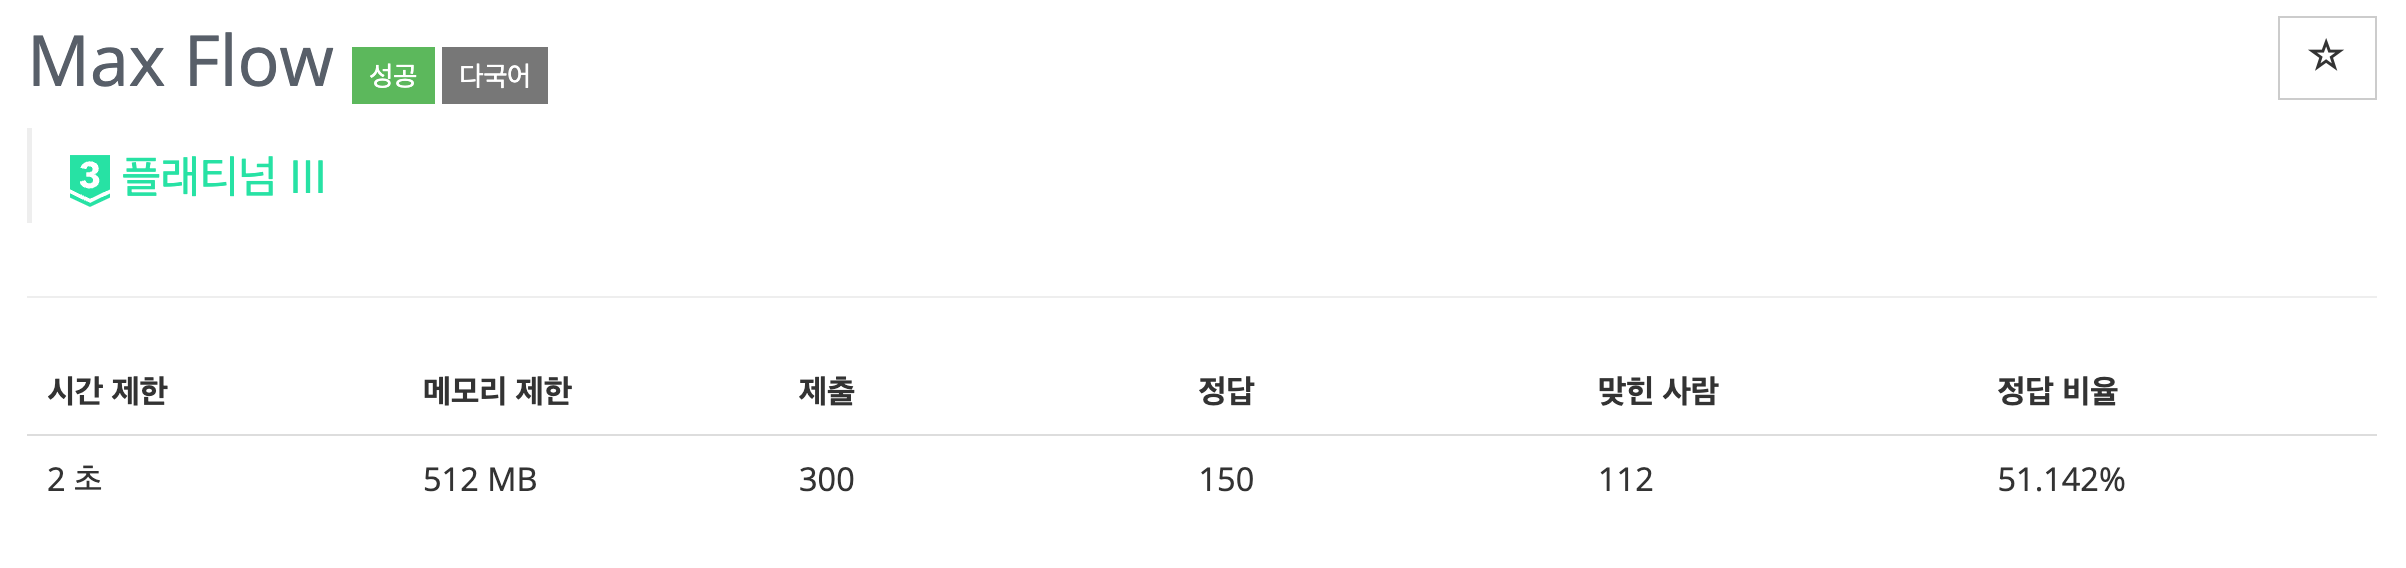 Max Flow 성공 다국어
3 플래티넘 III
시간 제한 메모리 제한 제출 정답 맞힌 사람 정답 비율
2 초 512 MB 300 150 112 51.142%